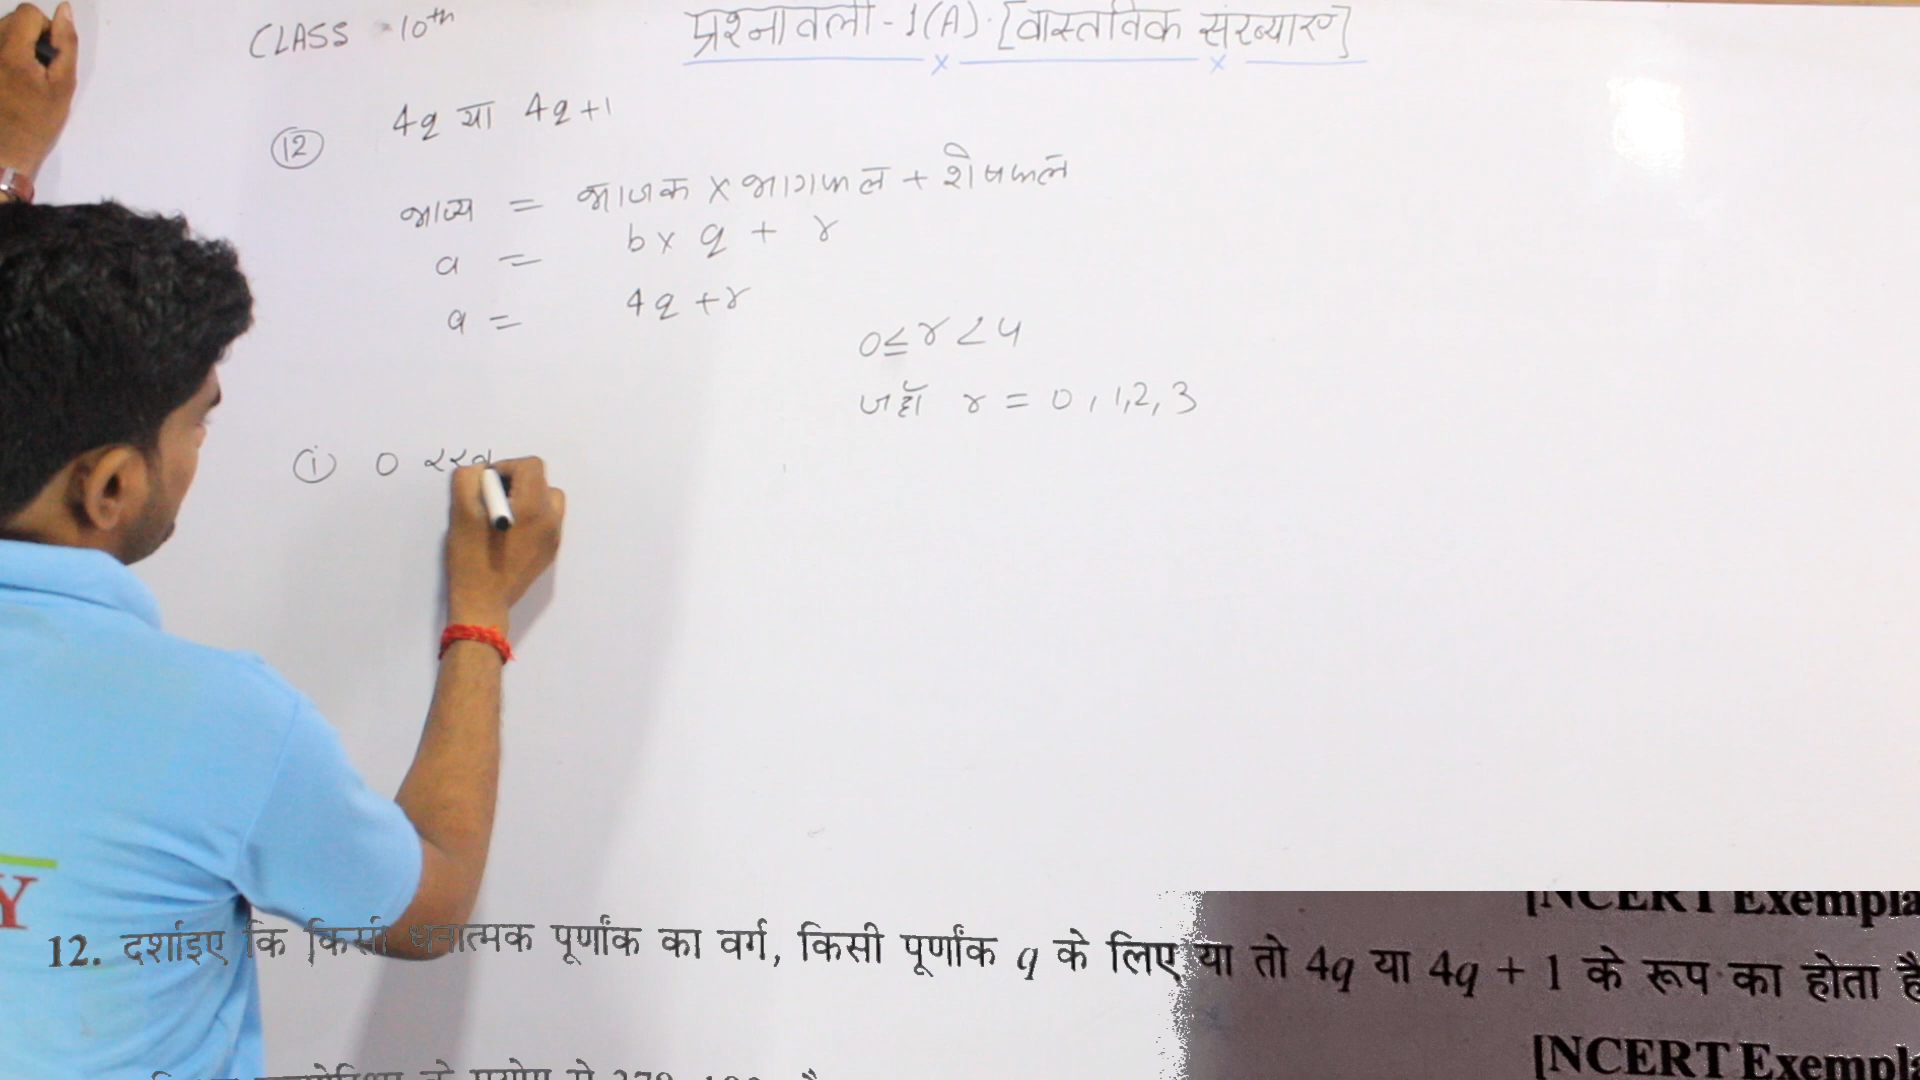 CLASS - 10th
प्रश्नावली - 1(A). [वास्तविक संख्याएँ]
12 4q या 4q+1
भाज्य = भाजक × भागफल + शेषफल
a = b × q + r
a = 4q + r
0 ≤ r < 4
जहाँ r = 0, 1, 2, 3
(i) 0 रख
Y
[NCERT Exempla
12. दर्शाइए कि किसी धनात्मक पूर्णांक का वर्ग, किसी पूर्णांक q के लिए या तो 4q या 4q + 1 के रूप का होता है
[NCERT Exempla